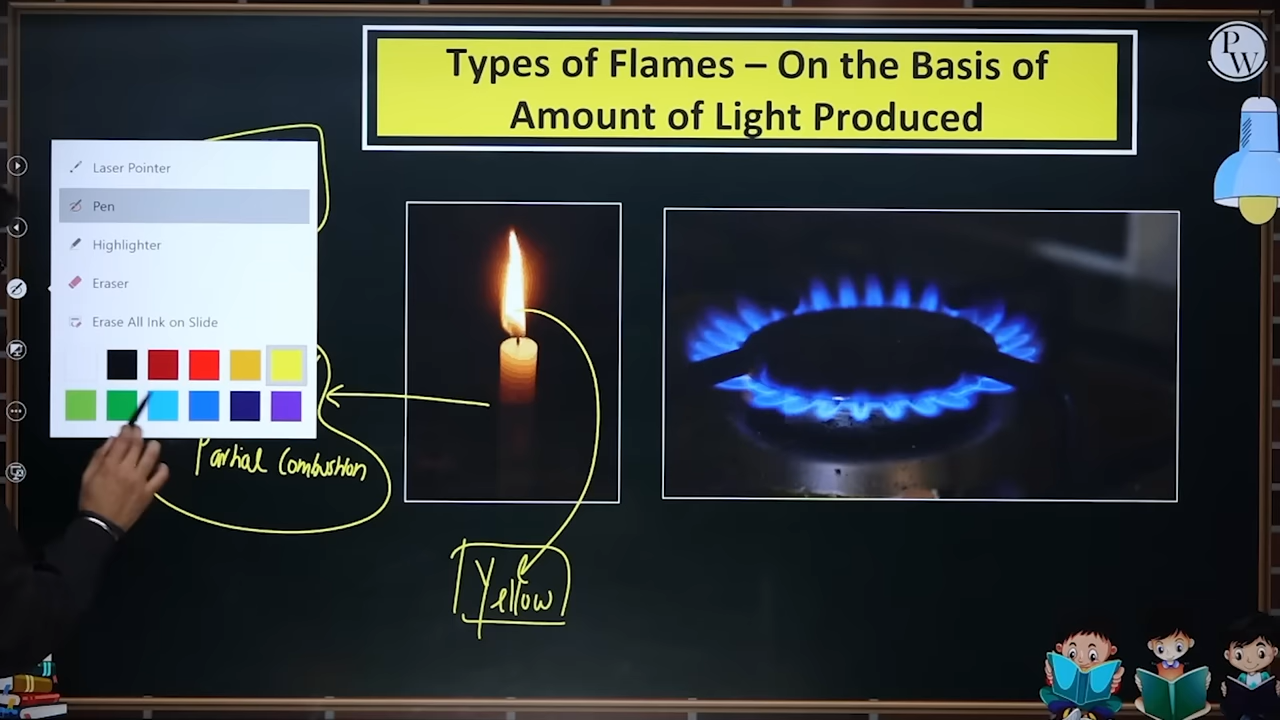 Types of Flames – On the Basis of
Amount of Light Produced
PW
Laser Pointer
Pen
Highlighter
Eraser
Erase All Ink on Slide
Partial Combustion
Yellow